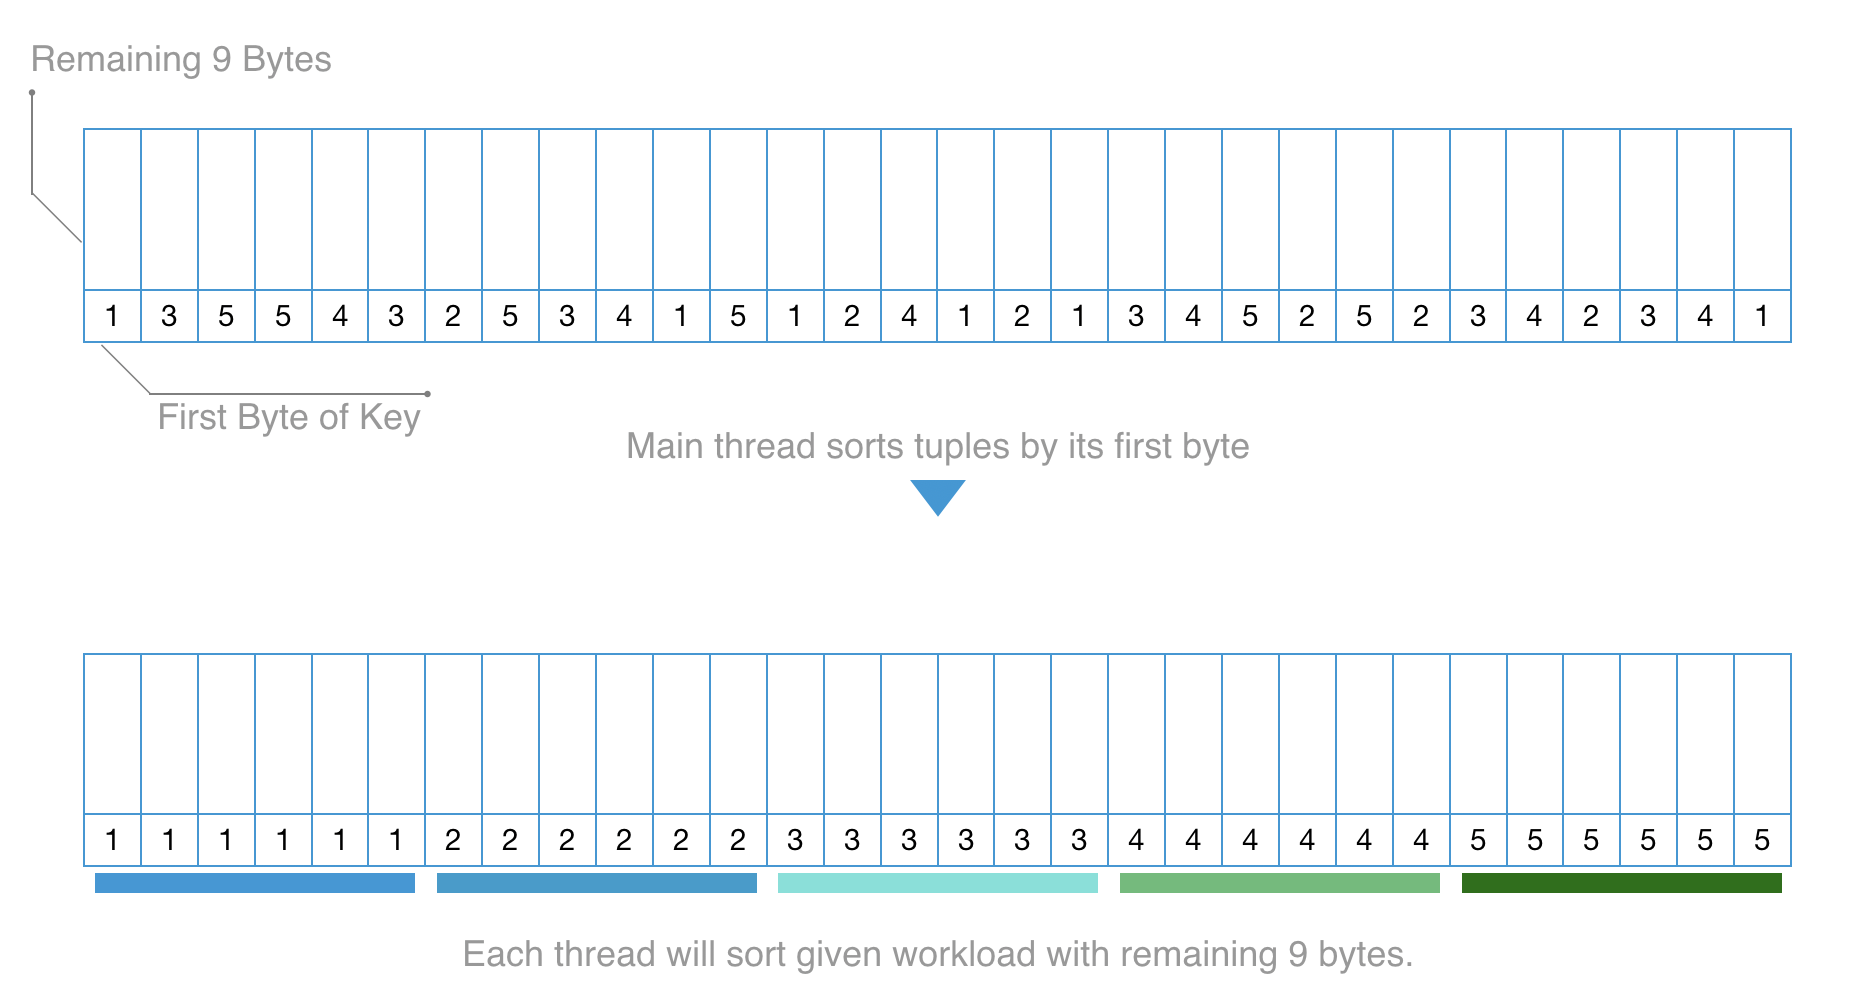 Remaining 9 Bytes
1 3 5 5 4 3 2 5 3 4 1 5 1 2 4 1 2 1 3 4 5 2 5 2 3 4 2 3 4 1
First Byte of Key
Main thread sorts tuples by its first byte
1 1 1 1 1 1 2 2 2 2 2 2 3 3 3 3 3 3 4 4 4 4 4 4 5 5 5 5 5 5
Each thread will sort given workload with remaining 9 bytes.